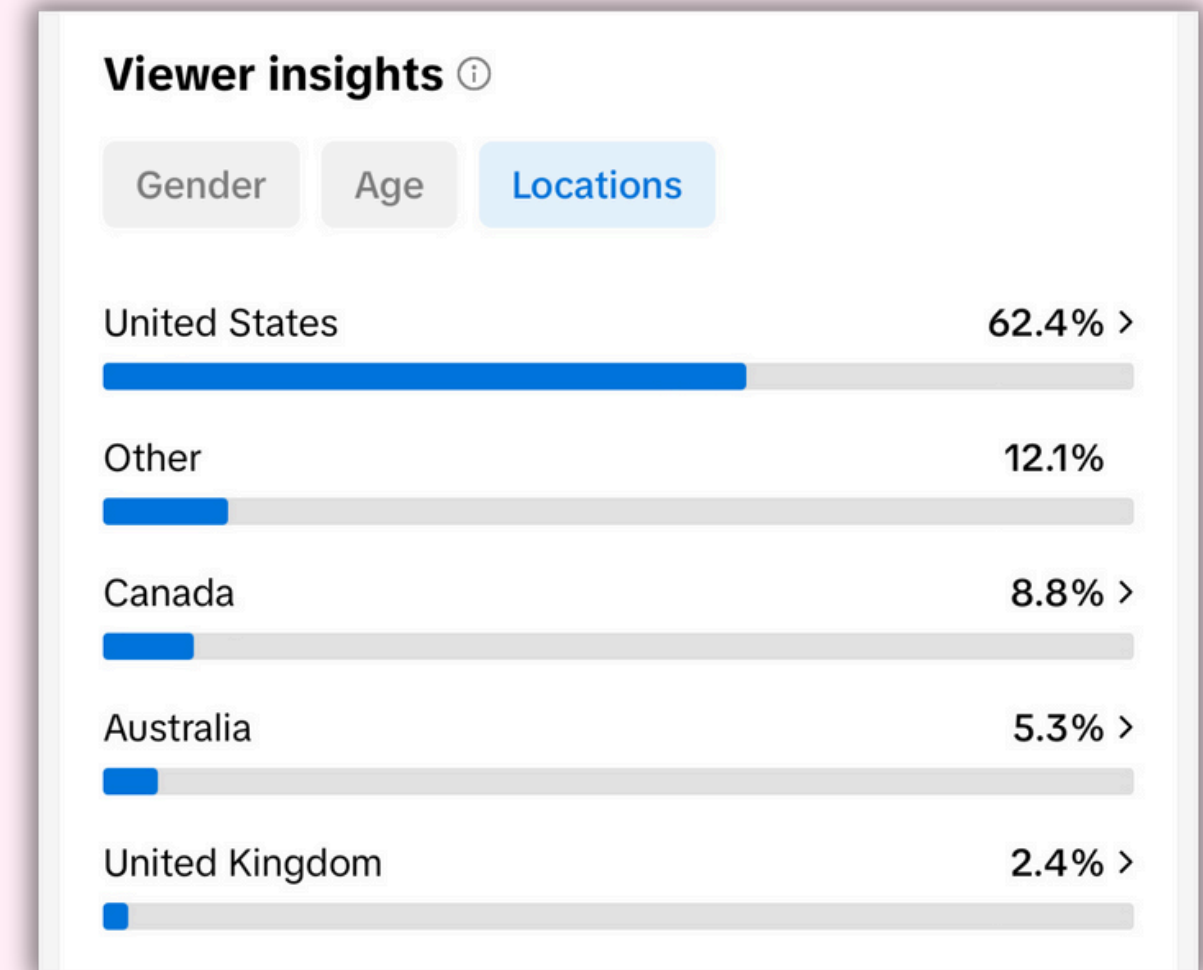 Viewer insights
Gender Age Locations
United States 62.4%
Other 12.1%
Canada 8.8%
Australia 5.3%
United Kingdom 2.4%